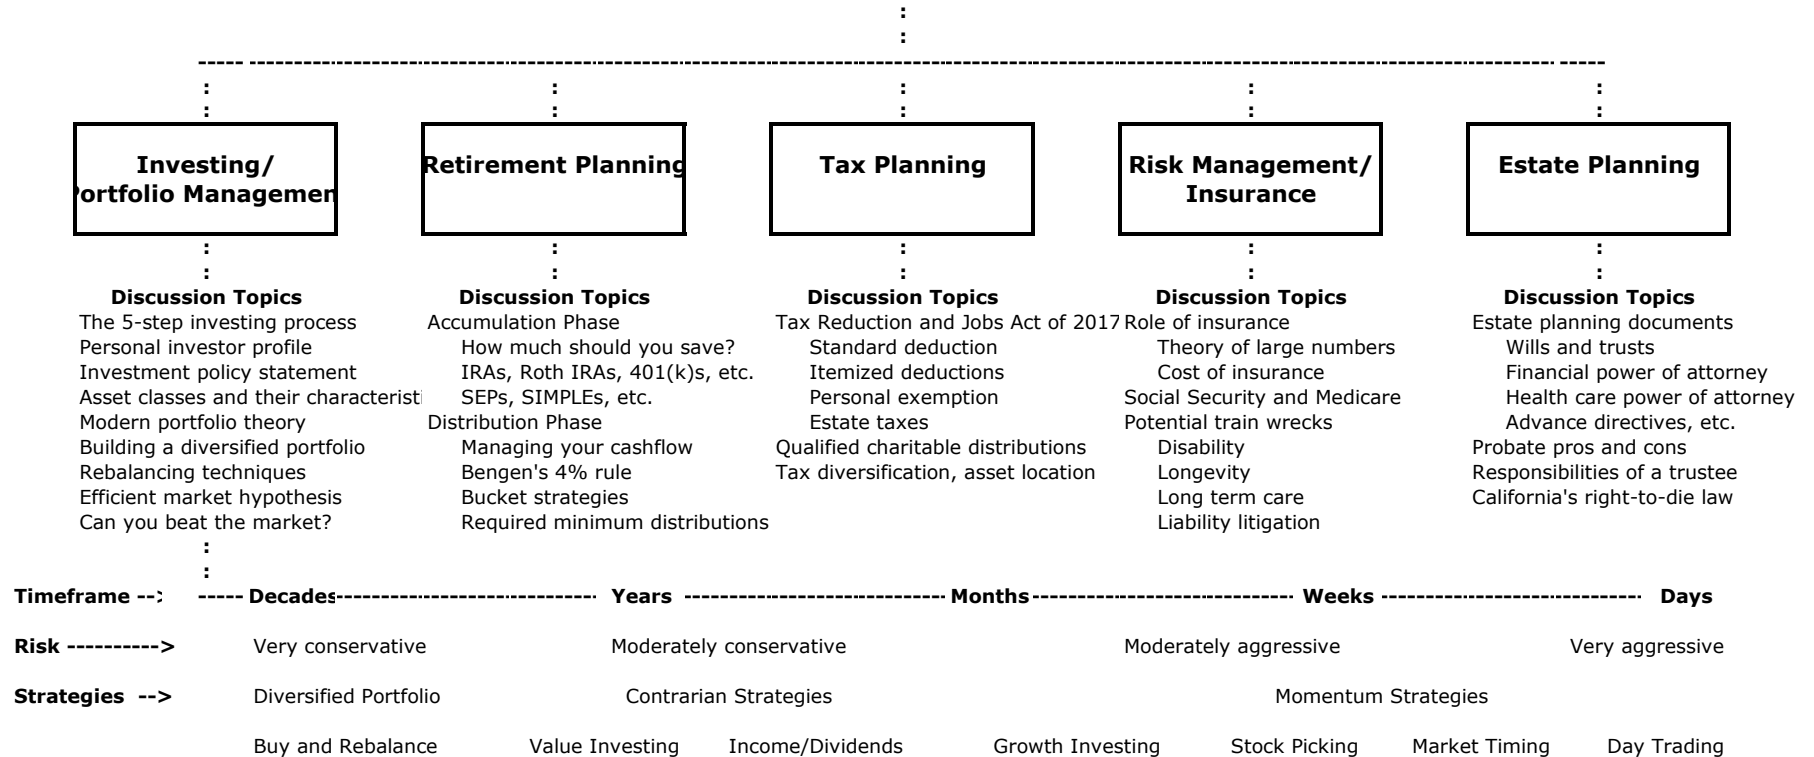 Investing/
Portfolio Managemen
Retirement Planning
Tax Planning
Risk Management/
Insurance
Estate Planning
Discussion Topics
The 5-step investing process
Personal investor profile
Investment policy statement
Asset classes and their characteristi
Modern portfolio theory
Building a diversified portfolio
Rebalancing techniques
Efficient market hypothesis
Can you beat the market?
Discussion Topics
Accumulation Phase
How much should you save?
IRAs, Roth IRAs, 401(k)s, etc.
SEPs, SIMPLEs, etc.
Distribution Phase
Managing your cashflow
Bengen's 4% rule
Bucket strategies
Required minimum distributions
Discussion Topics
Tax Reduction and Jobs Act of 2017
Standard deduction
Itemized deductions
Personal exemption
Estate taxes
Qualified charitable distributions
Tax diversification, asset location
Discussion Topics
Role of insurance
Theory of large numbers
Cost of insurance
Social Security and Medicare
Potential train wrecks
Disability
Longevity
Long term care
Liability litigation
Discussion Topics
Estate planning documents
Wills and trusts
Financial power of attorney
Health care power of attorney
Advance directives, etc.
Probate pros and cons
Responsibilities of a trustee
California's right-to-die law
Timeframe --> ----- Decades------------------------------ Years ------------------------------ Months------------------------------ Weeks ------------------------------ Days
Risk ----------> Very conservative Moderately conservative Moderately aggressive Very aggressive
Strategies --> Diversified Portfolio Contrarian Strategies Momentum Strategies
Buy and Rebalance Value Investing Income/Dividends Growth Investing Stock Picking Market Timing Day Trading